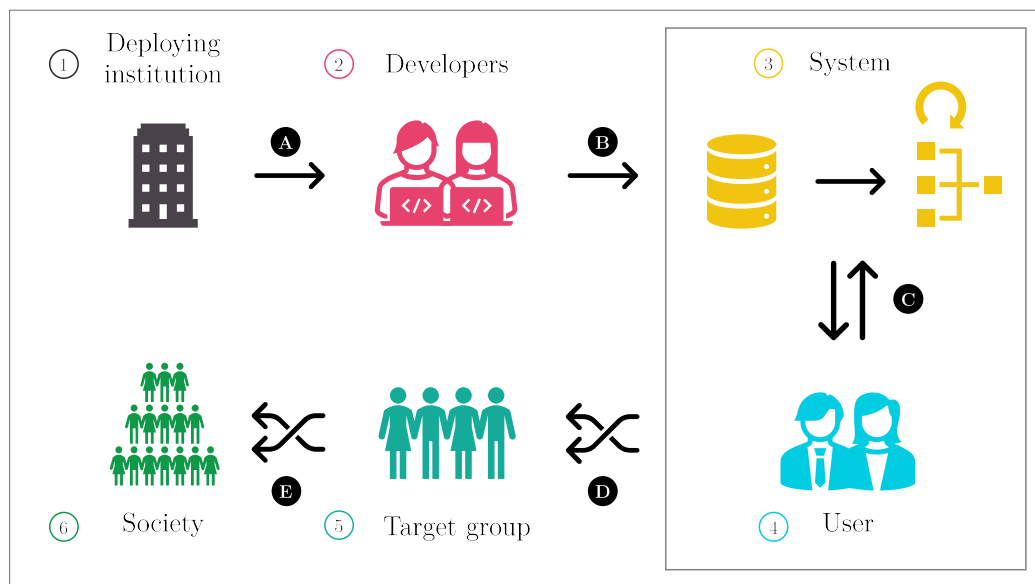 1
Deploying
institution
2
Developers
3
System
A
B
</>
</>
C
E
D
6
Society
5
Target group
4
User